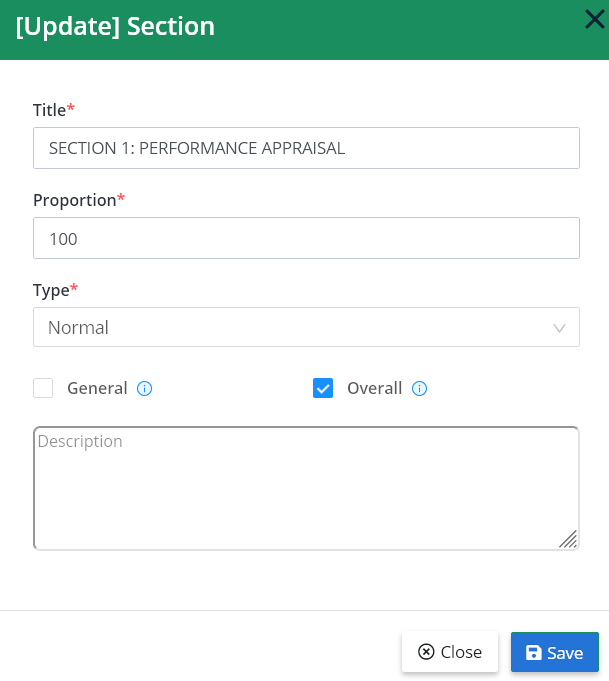 [Update] Section
Title*
SECTION 1: PERFORMANCE APPRAISAL
Proportion*
100
Type*
Normal
General
Overall
Description
Close
Save